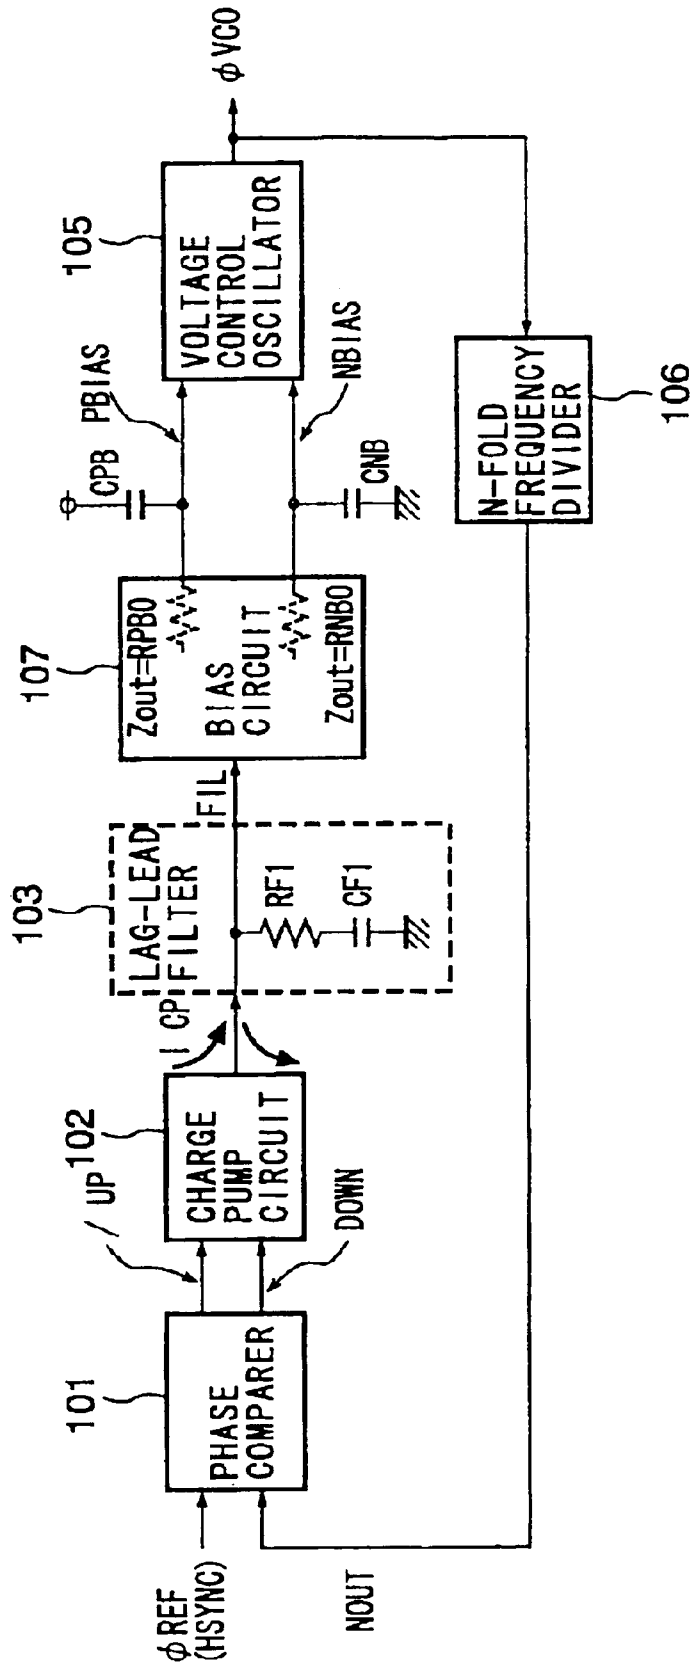 φREF
(HSYNC)
NOUT
101
PHASE
COMPARER
UP
DOWN
102
CHARGE
PUMP
CIRCUIT
I CP
103
LAG-LEAD
FILTER
RF1
CF1
FIL
107
Zout=RPBO
BIAS
CIRCUIT
Zout=RNBO
CPB
PBIAS
CNB
NBIAS
105
VOLTAGE
CONTROL
OSCILLATOR
φVCO
N-FOLD
FREQUENCY
DIVIDER
106